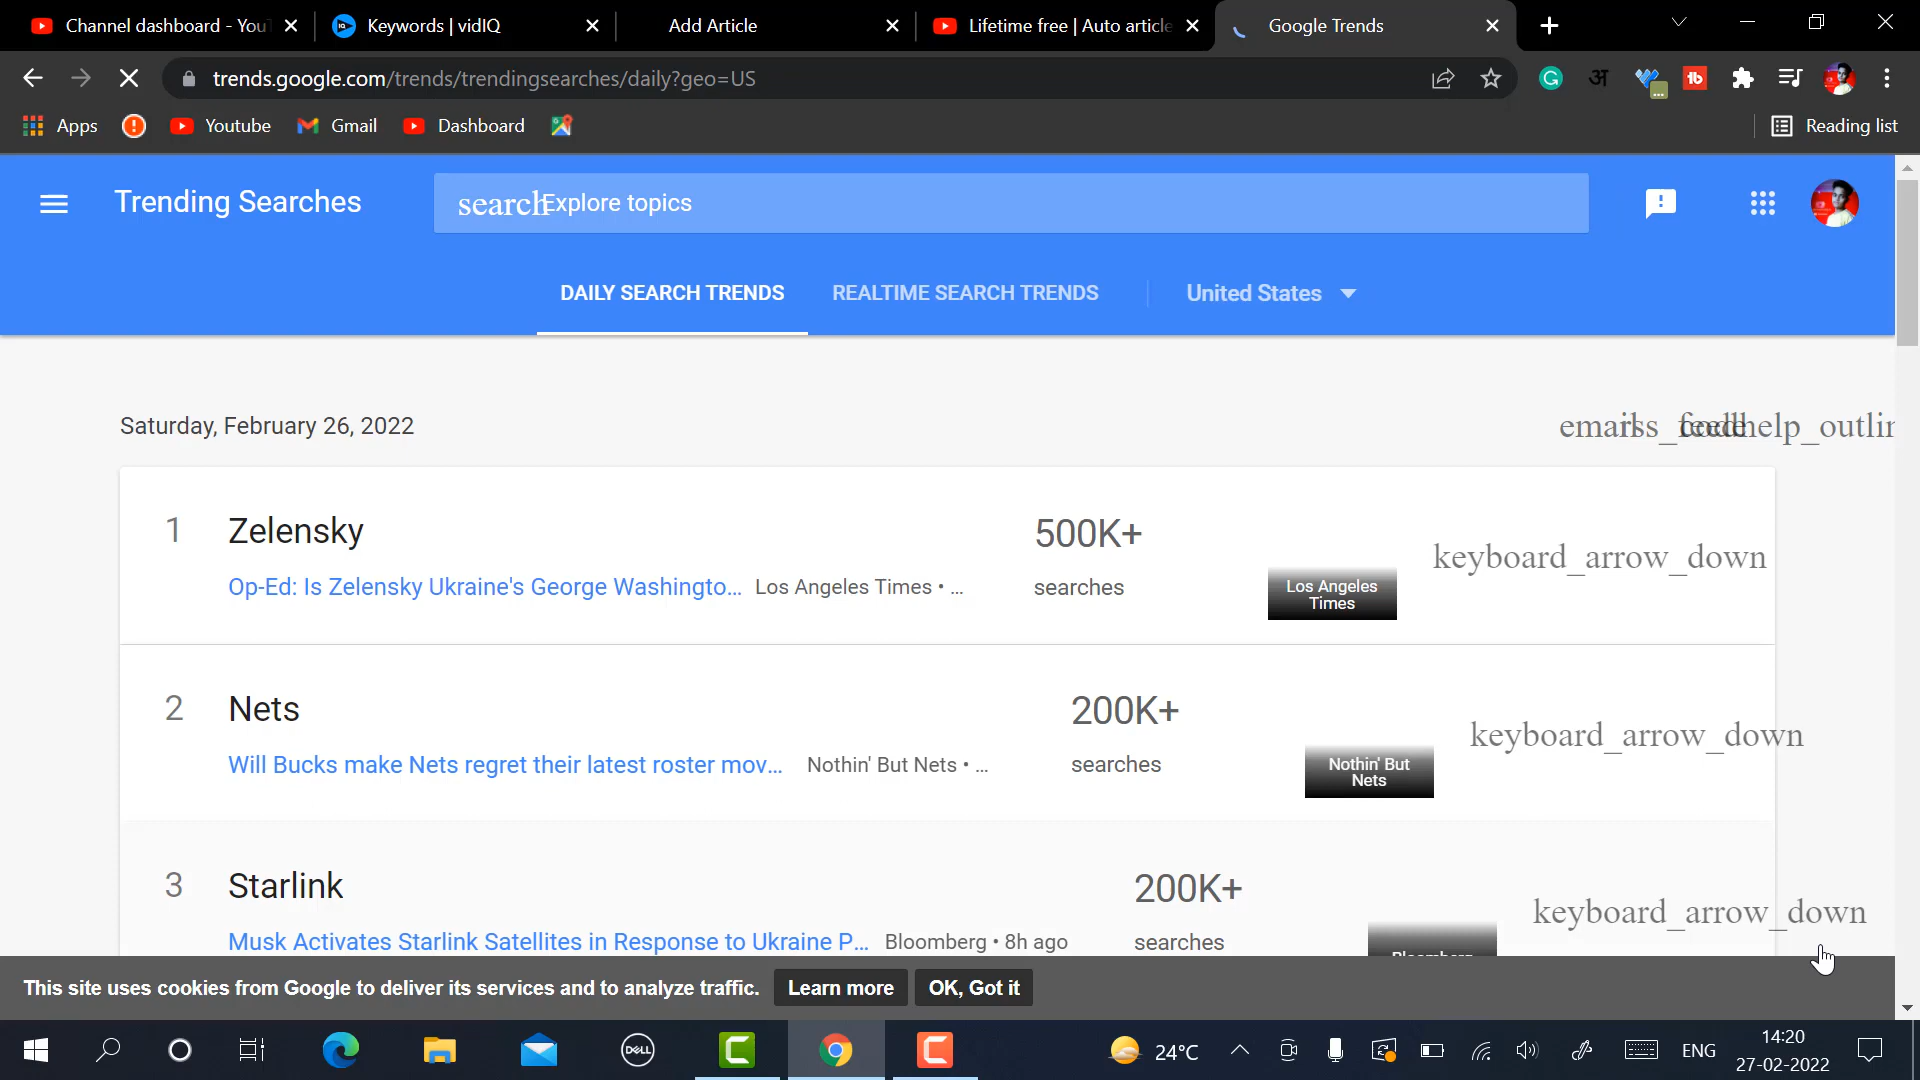 Channel dashboard - YouT
Keywords | vidIQ
Add Article
Lifetime free | Auto article
Google Trends
trends.google.com/trends/trendingsearches/daily?geo=US
Apps
Youtube
Gmail
Dashboard
Reading list
Trending Searches
search
Explore topics
DAILY SEARCH TRENDS
REALTIME SEARCH TRENDS
United States
Saturday, February 26, 2022
1
Zelensky
500K+
Op-Ed: Is Zelensky Ukraine's George Washingto...
Los Angeles Times • ...
searches
Los Angeles
Times
keyboard_arrow_down
2
Nets
200K+
Will Bucks make Nets regret their latest roster mov...
Nothin' But Nets • ...
searches
Nothin' But
Nets
keyboard_arrow_down
3
Starlink
200K+
Musk Activates Starlink Satellites in Response to Ukraine P...
Bloomberg • 8h ago
searches
keyboard_arrow_down
This site uses cookies from Google to deliver its services and to analyze traffic.
Learn more
OK, Got it
DELL
24°C
ENG
14:20
27-02-2022